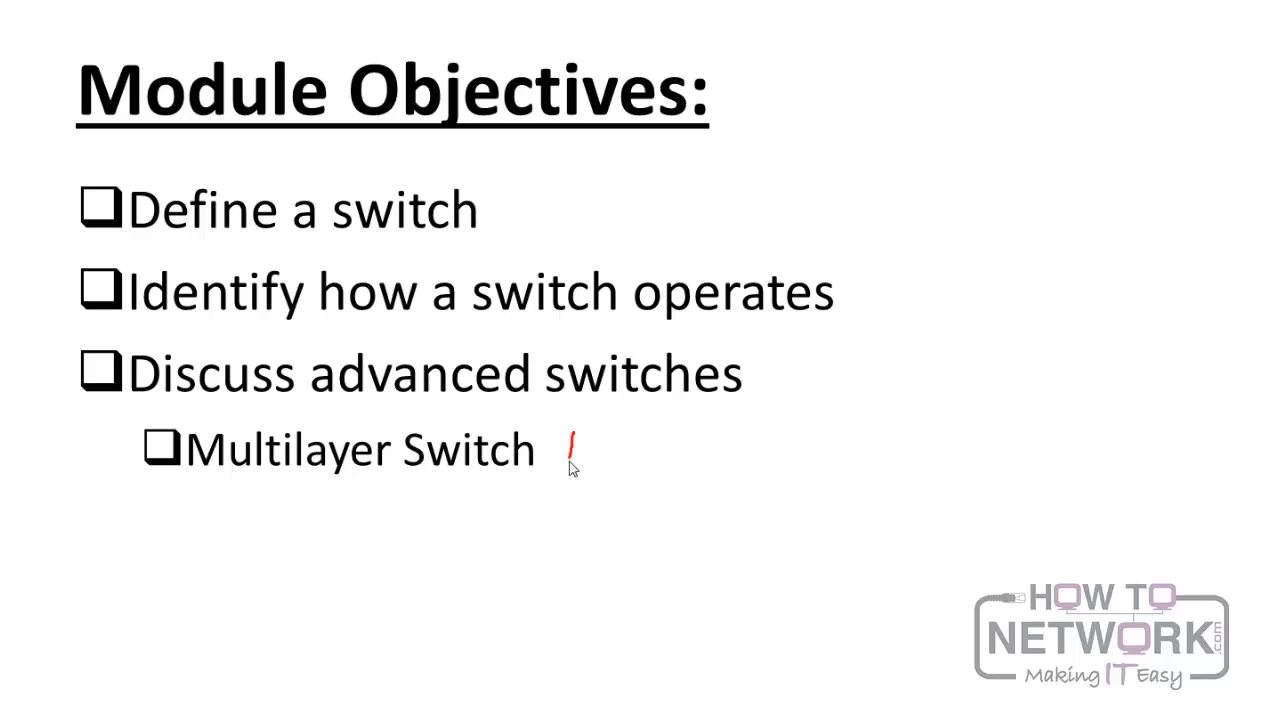 Module Objectives:
Define a switch
Identify how a switch operates
Discuss advanced switches
Multilayer Switch
HOW TO
NETWORK.com
Making IT Easy